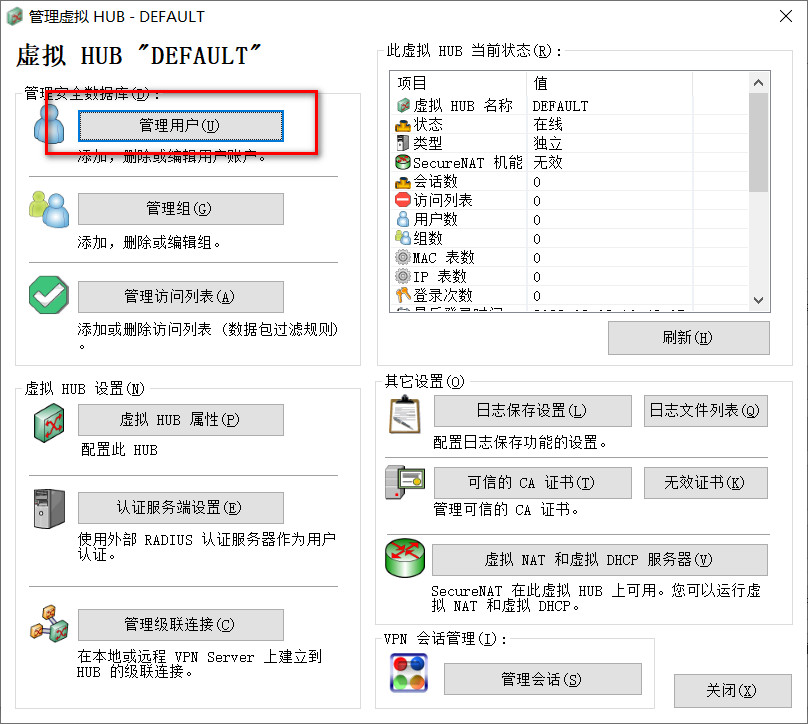 管理虚拟 HUB - DEFAULT
虚拟 HUB "DEFAULT"
管理安全数据库(D):
管理用户(U)
添加, 删除或编辑用户账户。
管理组(G)
添加, 删除或编辑组。
管理访问列表(A)
添加或删除访问列表 (数据包过滤规则)
。
虚拟 HUB 设置(N)
虚拟 HUB 属性(P)
配置此 HUB
认证服务端设置(E)
使用外部 RADIUS 认证服务器作为用户
认证。
管理级联连接(C)
在本地或远程 VPN Server 上建立到
HUB 的级联连接。
此虚拟 HUB 当前状态(R):
项目 值
虚拟 HUB 名称 DEFAULT
状态 在线
类型 独立
SecureNAT 机能 无效
会话数 0
访问列表 0
用户数 0
组数 0
MAC 表数 0
IP 表数 0
登录次数 0
刷新(H)
其它设置(O)
日志保存设置(L) 日志文件列表(Q)
配置日志保存功能的设置。
可信的 CA 证书(T) 无效证书(K)
管理可信的 CA 证书。
虚拟 NAT 和虚拟 DHCP 服务器(V)
SecureNAT 在此虚拟 HUB 上可用。您可以运行虚
拟 NAT 和虚拟 DHCP。
VPN 会话管理(I):
管理会话(S)
关闭(X)